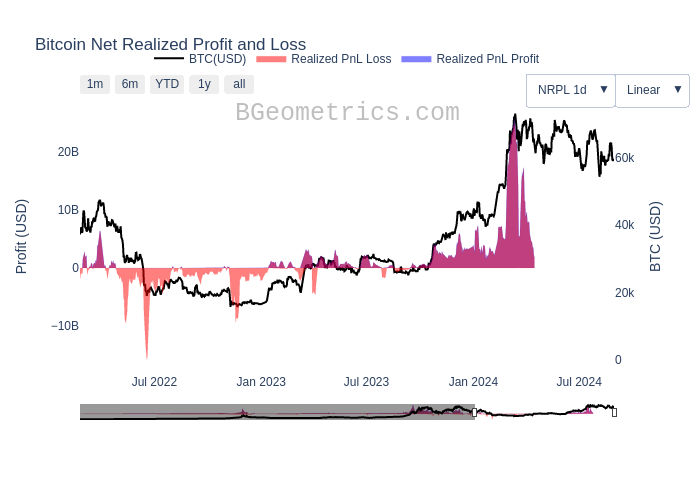 Bitcoin Net Realized Profit and Loss
BTC(USD) Realized PnL Loss Realized PnL Profit
1m 6m YTD 1y all NRPL 1d ▼ Linear ▼
BGeometrics.com
20B
10B
0
−10B
Profit (USD)
60k
40k
20k
0
BTC (USD)
Jul 2022 Jan 2023 Jul 2023 Jan 2024 Jul 2024